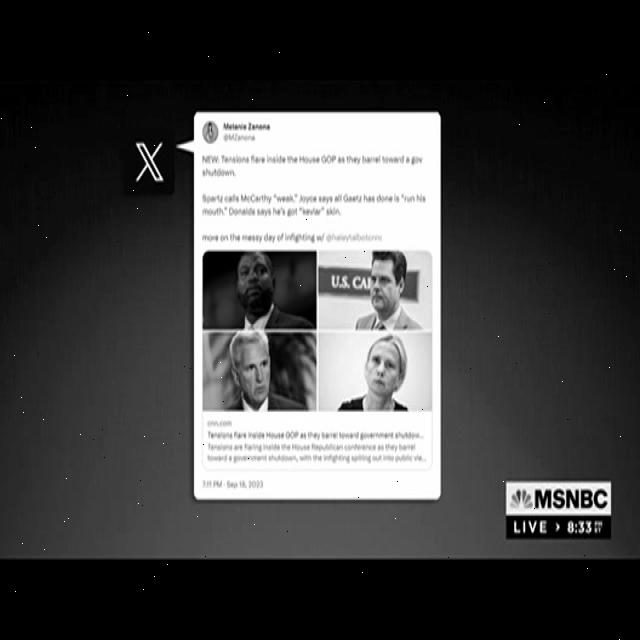 Melanie Zanona
@MZanona
NEW: Tensions flare inside the House GOP as they barrel toward a gov
shutdown.
Spartz calls McCarthy "weak." Joyce says all Gaetz has done is "run his
mouth." Donalds says he's got "kevlar" skin.
more on the messy day of infighting w/ @haleytalbotcnn
U.S. CA
cnn.com
Tensions flare inside House GOP as they barrel toward government shutdow...
Tensions are flaring inside the House Republican conference as they barrel
toward a government shutdown, with the infighting spilling out into public vie...
7:11 PM · Sep 18, 2023
MSNBC
LIVE 8:33 PM ET